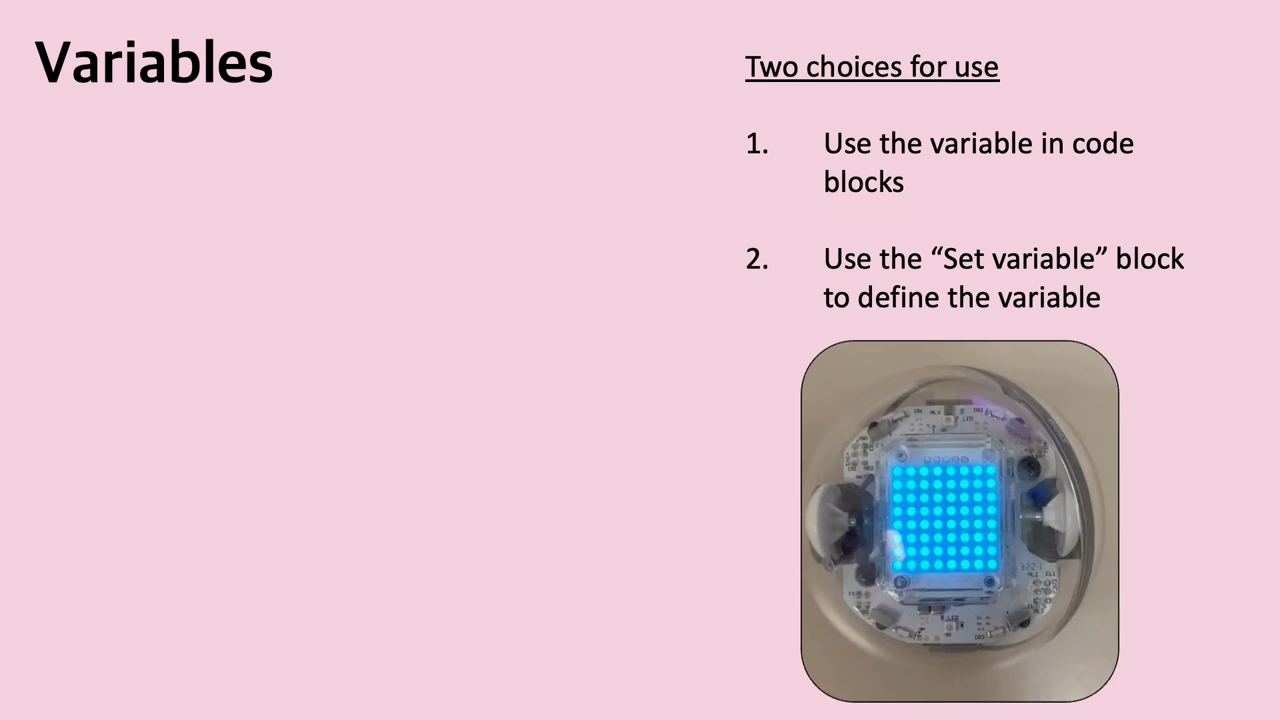 Variables
Two choices for use
1. Use the variable in code
blocks
2. Use the “Set variable” block
to define the variable
3221